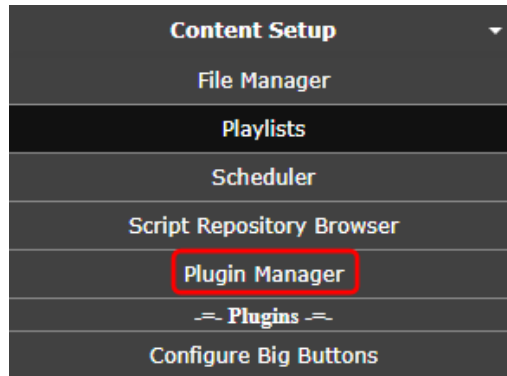 Content Setup
File Manager
Playlists
Scheduler
Script Repository Browser
Plugin Manager
-=- Plugins -=-
Configure Big Buttons